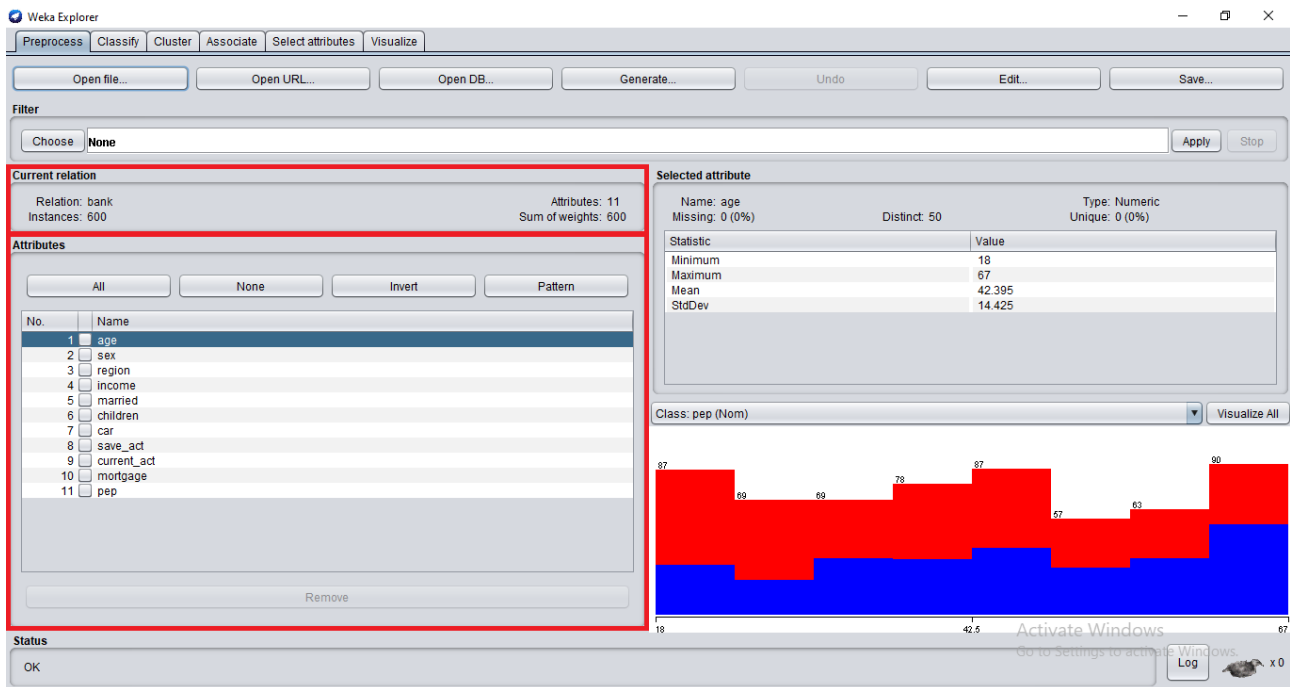 Weka Explorer
Preprocess Classify Cluster Associate Select attributes Visualize
Open file... Open URL... Open DB... Generate... Undo Edit... Save...
Filter
Choose None Apply Stop
Current relation
Relation: bank Attributes: 11
Instances: 600 Sum of weights: 600
Attributes
All None Invert Pattern
No. Name
1 age
2 sex
3 region
4 income
5 married
6 children
7 car
8 save_act
9 current_act
10 mortgage
11 pep
Remove
Selected attribute
Name: age Type: Numeric
Missing: 0 (0%) Distinct: 50 Unique: 0 (0%)
Statistic Value
Minimum 18
Maximum 67
Mean 42.395
StdDev 14.425
Class: pep (Nom) Visualize All
87 69 69 78 87 57 63 90
18 42.5 67
Activate Windows
Go to Settings to activate Windows.
Status
OK Log x 0